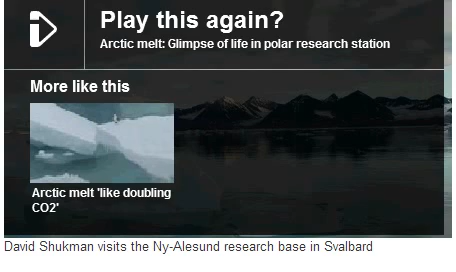 Play this again?
Arctic melt: Glimpse of life in polar research station
More like this
Arctic melt 'like doubling
CO2'
David Shukman visits the Ny-Alesund research base in Svalbard